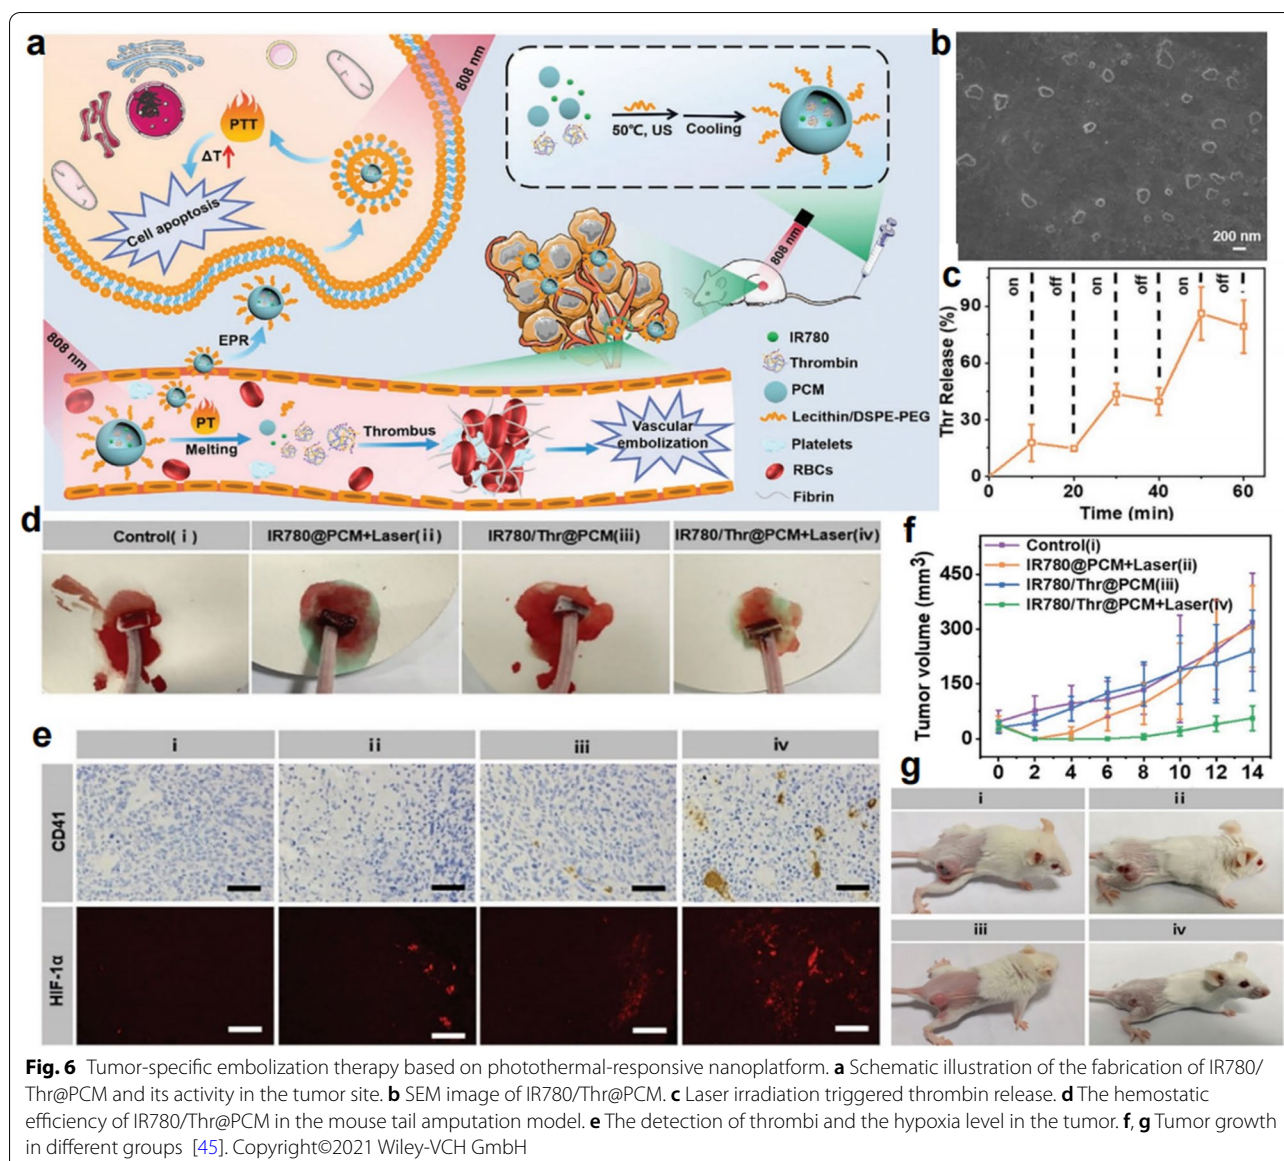 a
808 nm
PTT
ΔT
Cell apoptosis
50℃, US
Cooling
808 nm
EPR
808 nm
PT
Melting
Thrombus
Vascular
embolization
IR780
Thrombin
PCM
Lecithin/DSPE-PEG
Platelets
RBCs
Fibrin
b
200 nm
c
on off on off on off
Thr Release (%)
90
60
30
0
0 20 40 60
Time (min)
d
Control(i) IR780@PCM+Laser(ii) IR780/Thr@PCM(iii) IR780/Thr@PCM+Laser(iv)
e
i ii iii iv
CD41
HIF-1α
f
Control(i)
IR780@PCM+Laser(ii)
IR780/Thr@PCM(iii)
IR780/Thr@PCM+Laser(iv)
Tumor volume (mm³)
450
300
150
0
0 2 4 6 8 10 12 14
g
i ii
iii iv
Fig. 6 Tumor-specific embolization therapy based on photothermal-responsive nanoplatform. a Schematic illustration of the fabrication of IR780/
Thr@PCM and its activity in the tumor site. b SEM image of IR780/Thr@PCM. c Laser irradiation triggered thrombin release. d The hemostatic
efficiency of IR780/Thr@PCM in the mouse tail amputation model. e The detection of thrombi and the hypoxia level in the tumor. f, g Tumor growth
in different groups [45]. Copyright©2021 Wiley-VCH GmbH